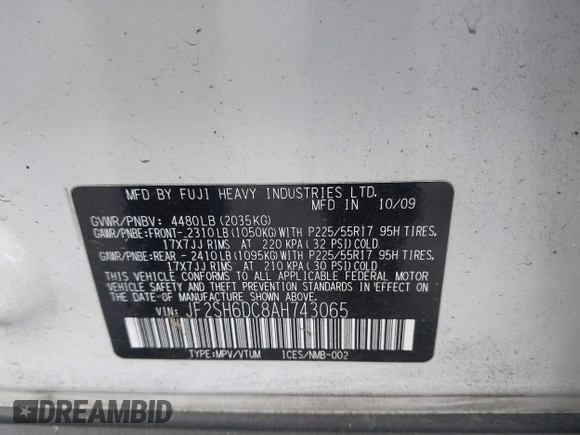 MFD BY FUJI HEAVY INDUSTRIES LTD.
MFD IN 10/09
GVWR/PNBV: 4480LB (2035KG)
GAWR/PNBE:FRONT-.2310LB (1050KG) WITH P225/55R17 95H TIRES,
17X7JJ RIMS AT 220 KPA (32 PSI) COLD
GAWR/PNBE:REAR - 2410LB (1095KG) WITH P225/55R17 95H TIRES,
17X7JJ RIMS AT 210 KPA (30 PSI) COLD
THIS VEHICLE CONFORMS TO ALL APPLICABLE FEDERAL MOTOR
VEHICLE SAFETY AND THEFT PREVENTION STANDARDS IN EFFECT
ON THE DATE OF MANUFACTURE SHOWN ABOVE.
VIN: JF2SH6DC8AH743065
TYPE:MPV/VTUM ICES/NMB-002
DREAMBID